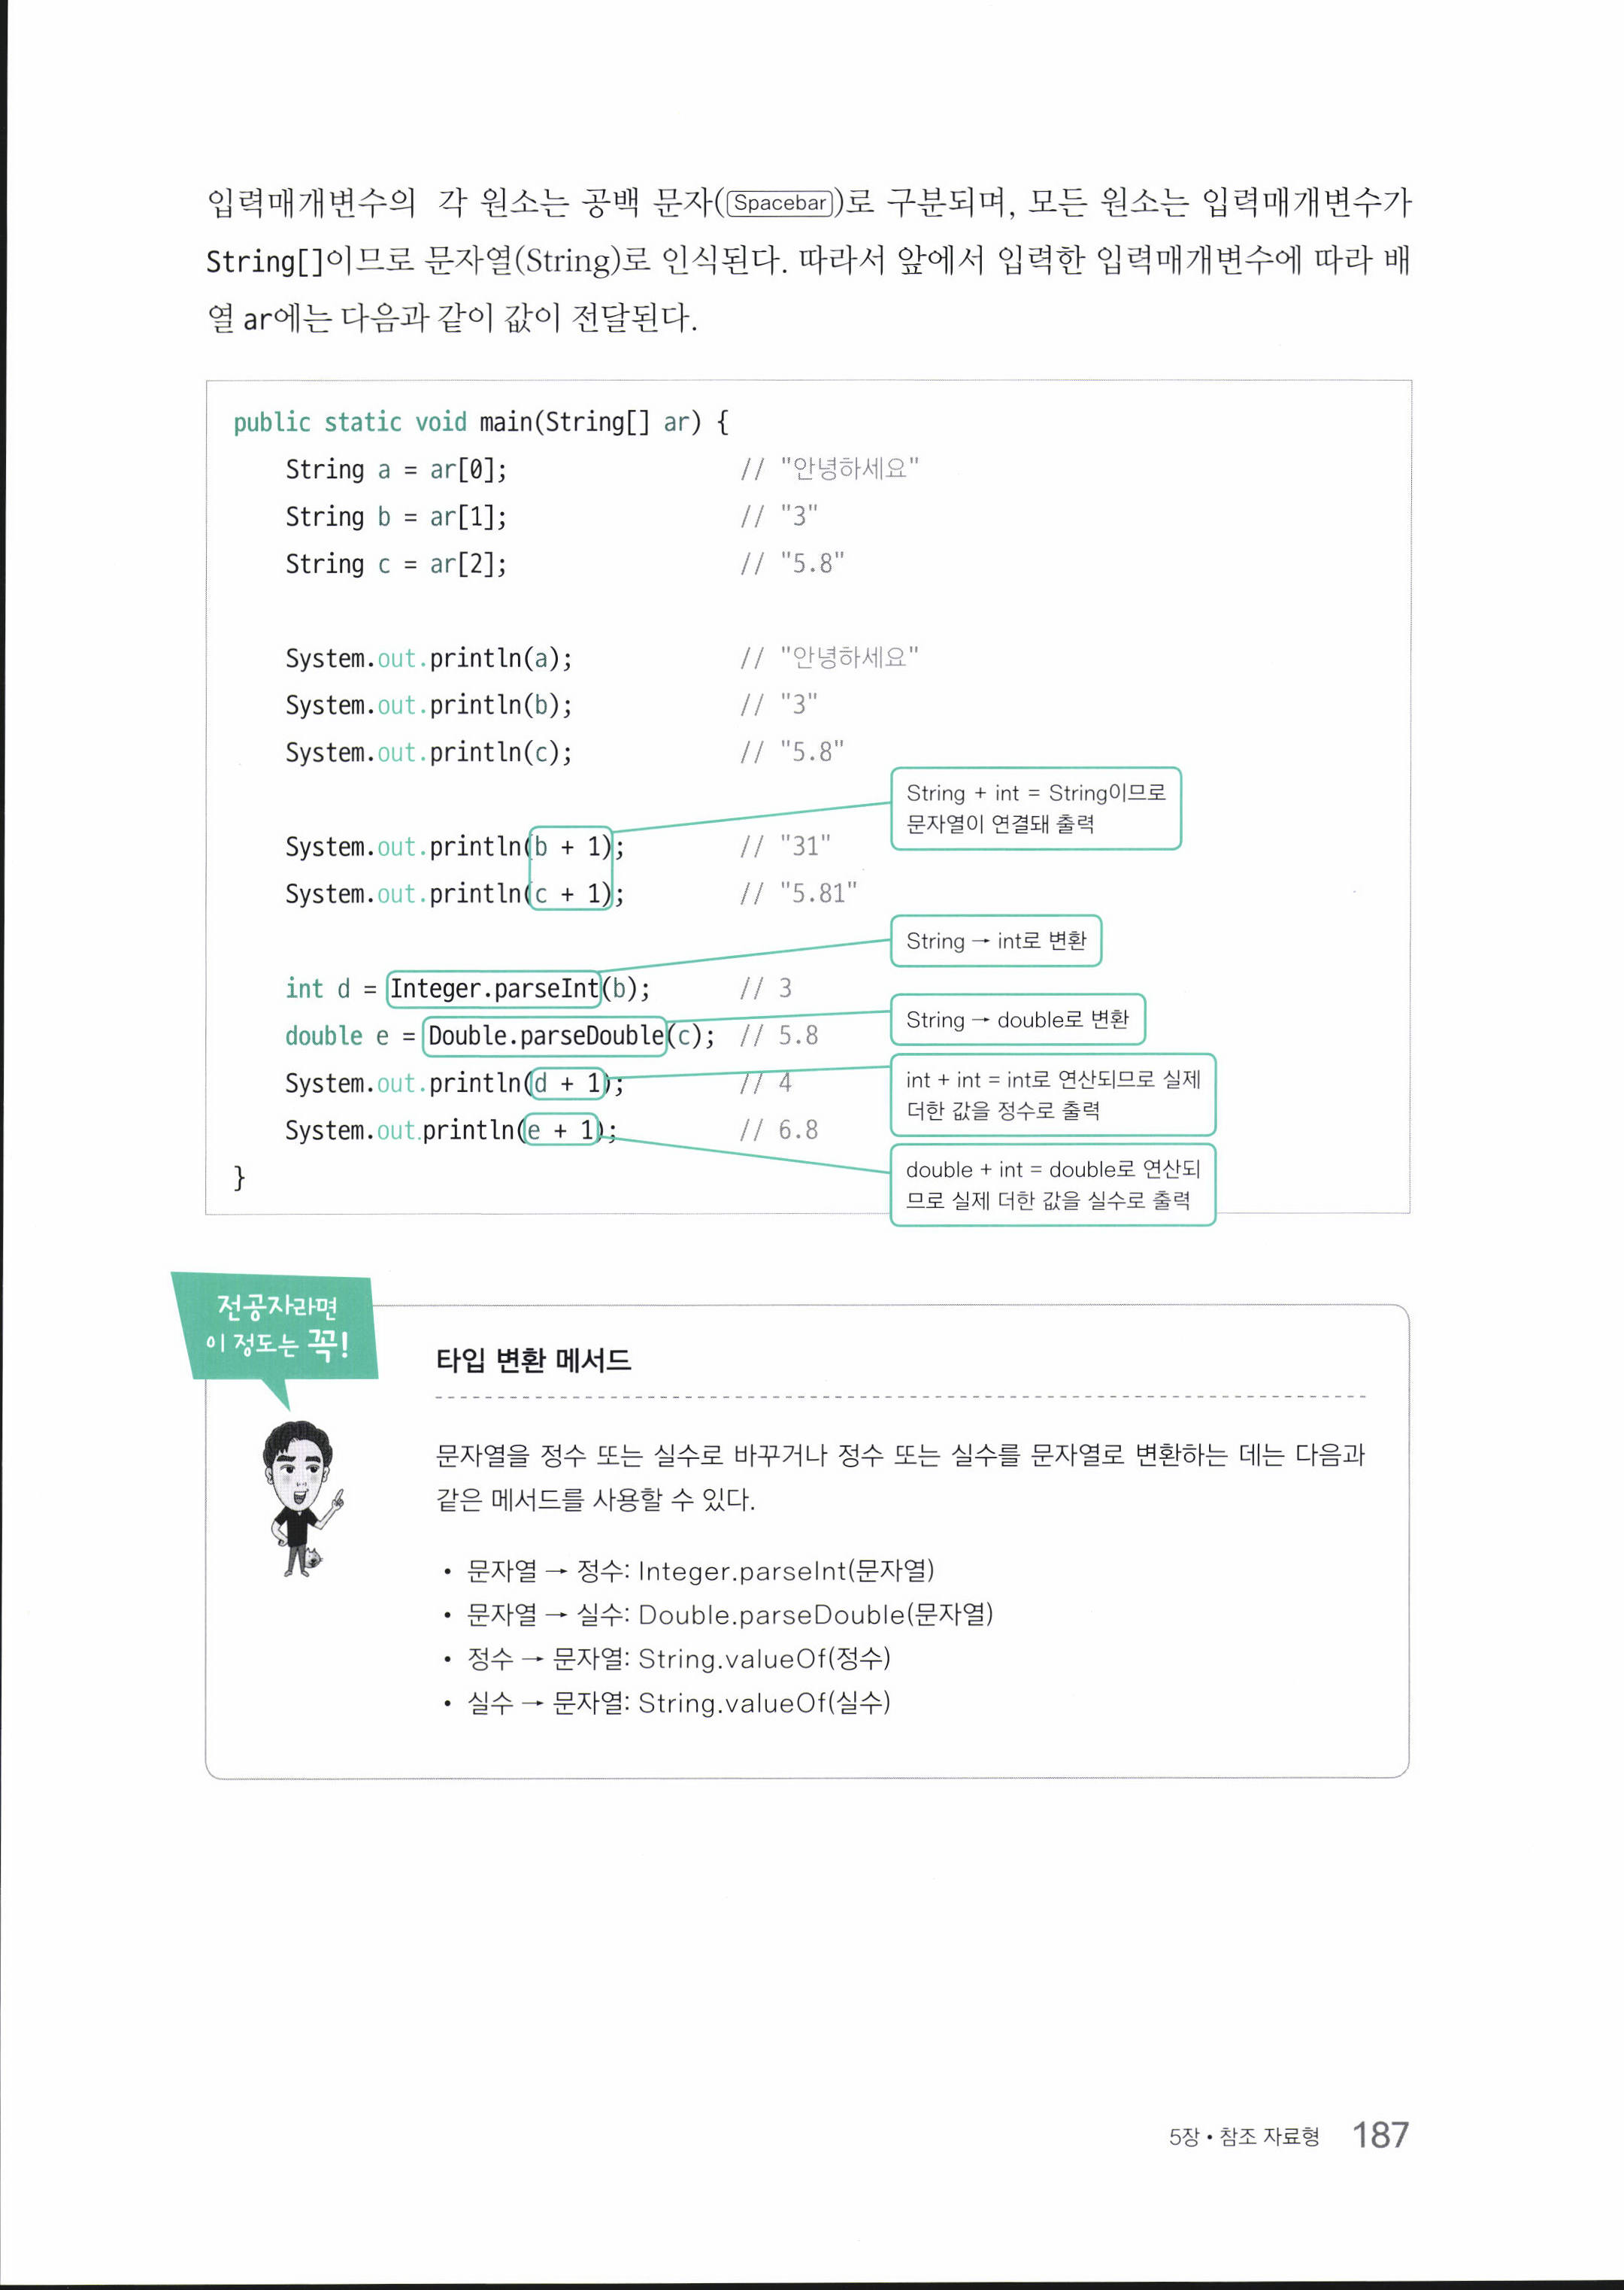 입력매개변수의 각 원소는 공백 문자(Spacebar)로 구분되며, 모든 원소는 입력매개변수가
String[]이므로 문자열(String)로 인식된다. 따라서 앞에서 입력한 입력매개변수에 따라 배
열 ar에는 다음과 같이 값이 전달된다.
public static void main(String[] ar) {
    String a = ar[0]; // "안녕하세요"
    String b = ar[1]; // "3"
    String c = ar[2]; // "5.8"
    System.out.println(a); // "안녕하세요"
    System.out.println(b); // "3"
    System.out.println(c); // "5.8"
String + int = String이므로
문자열이 연결돼 출력
    System.out.println(b + 1); // "31"
    System.out.println(c + 1); // "5.81"
String → int로 변환
    int d = Integer.parseInt(b); // 3
String → double로 변환
    double e = Double.parseDouble(c); // 5.8
    System.out.println(d + 1); // 4
int + int = int로 연산되므로 실제
더한 값을 정수로 출력
    System.out.println(e + 1); // 6.8
double + int = double로 연산되
므로 실제 더한 값을 실수로 출력
}
전공자라면
이 정도는 꼭!
타입 변환 메서드
문자열을 정수 또는 실수로 바꾸거나 정수 또는 실수를 문자열로 변환하는 데는 다음과
같은 메서드를 사용할 수 있다.
• 문자열 → 정수: Integer.parseInt(문자열)
• 문자열 → 실수: Double.parseDouble(문자열)
• 정수 → 문자열: String.valueOf(정수)
• 실수 → 문자열: String.valueOf(실수)
5장 • 참조 자료형 187